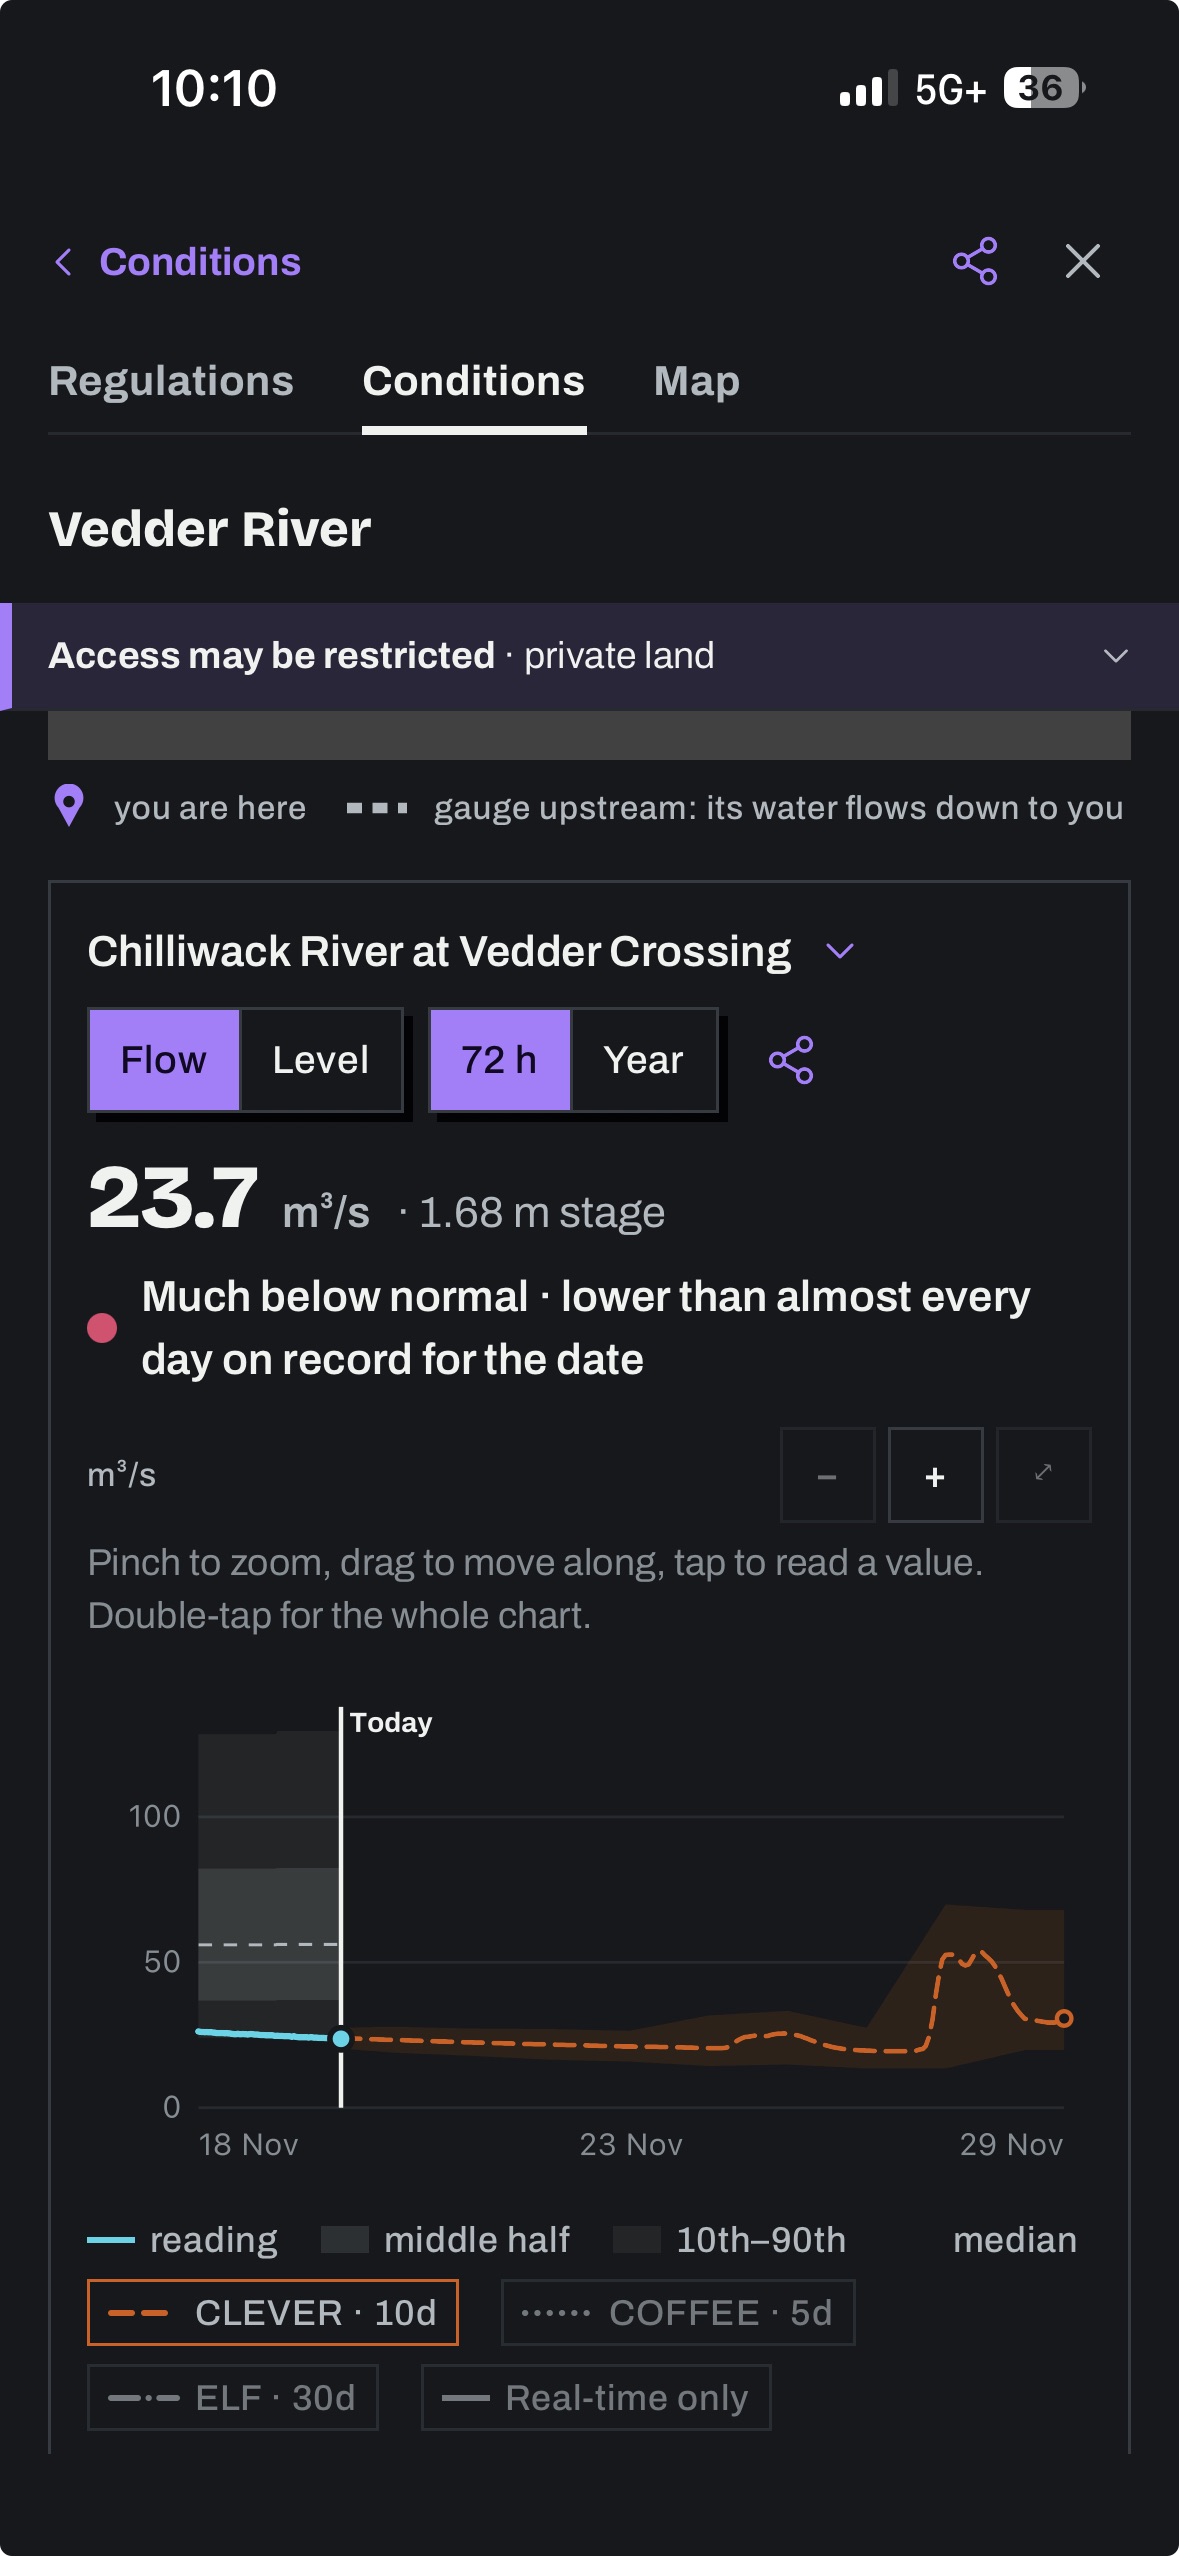 10:10
5G+ 36
Conditions
Regulations Conditions Map
Vedder River
Access may be restricted · private land
you are here gauge upstream: its water flows down to you
Chilliwack River at Vedder Crossing
Flow Level 72 h Year
23.7 m³/s · 1.68 m stage
Much below normal · lower than almost every
day on record for the date
m³/s
− +
Pinch to zoom, drag to move along, tap to read a value.
Double-tap for the whole chart.
Today
100
50
0
18 Nov 23 Nov 29 Nov
reading middle half 10th–90th median
CLEVER · 10d COFFEE · 5d
ELF · 30d Real-time only